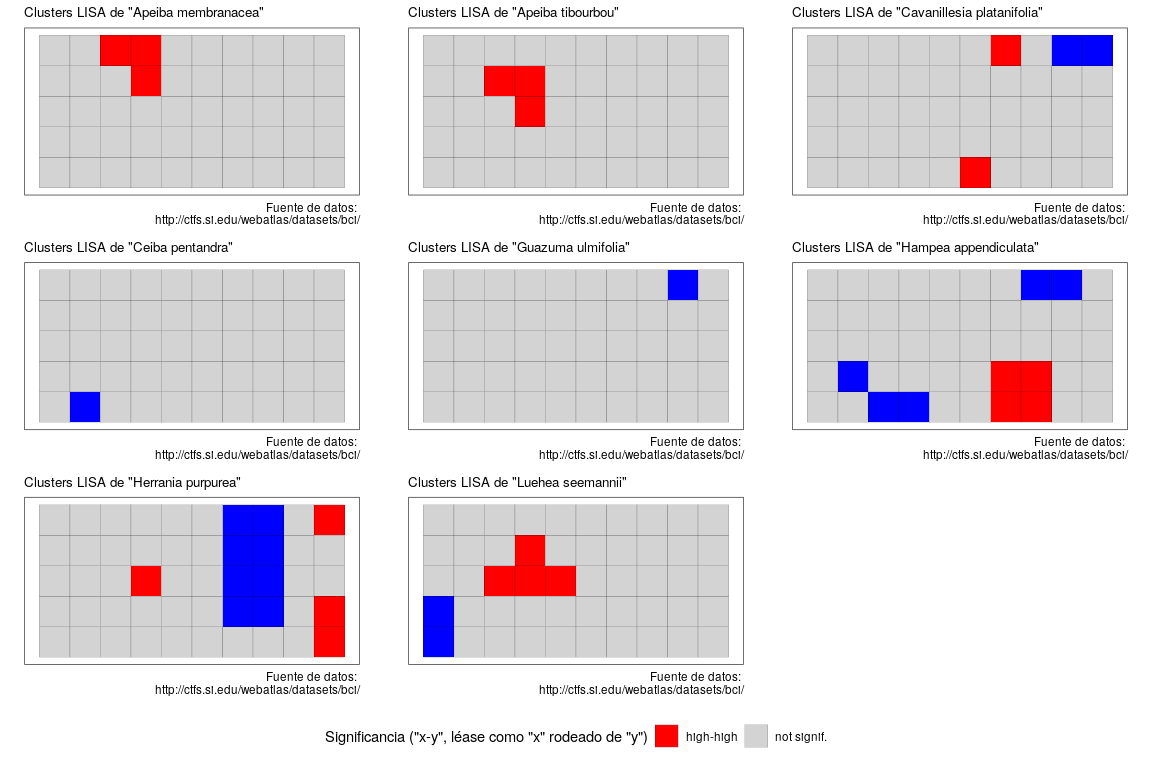 Clusters LISA de "Apeiba membranacea"
Clusters LISA de "Apeiba tibourbou"
Clusters LISA de "Cavanillesia platanifolia"
Fuente de datos:
http://ctfs.si.edu/webatlas/datasets/bci/
Fuente de datos:
http://ctfs.si.edu/webatlas/datasets/bci/
Fuente de datos:
http://ctfs.si.edu/webatlas/datasets/bci/
Clusters LISA de "Ceiba pentandra"
Clusters LISA de "Guazuma ulmifolia"
Clusters LISA de "Hampea appendiculata"
Fuente de datos:
http://ctfs.si.edu/webatlas/datasets/bci/
Fuente de datos:
http://ctfs.si.edu/webatlas/datasets/bci/
Fuente de datos:
http://ctfs.si.edu/webatlas/datasets/bci/
Clusters LISA de "Herrania purpurea"
Clusters LISA de "Luehea seemannii"
Fuente de datos:
http://ctfs.si.edu/webatlas/datasets/bci/
Fuente de datos:
http://ctfs.si.edu/webatlas/datasets/bci/
Significancia ("x-y", léase como "x" rodeado de "y") high-high not signif.